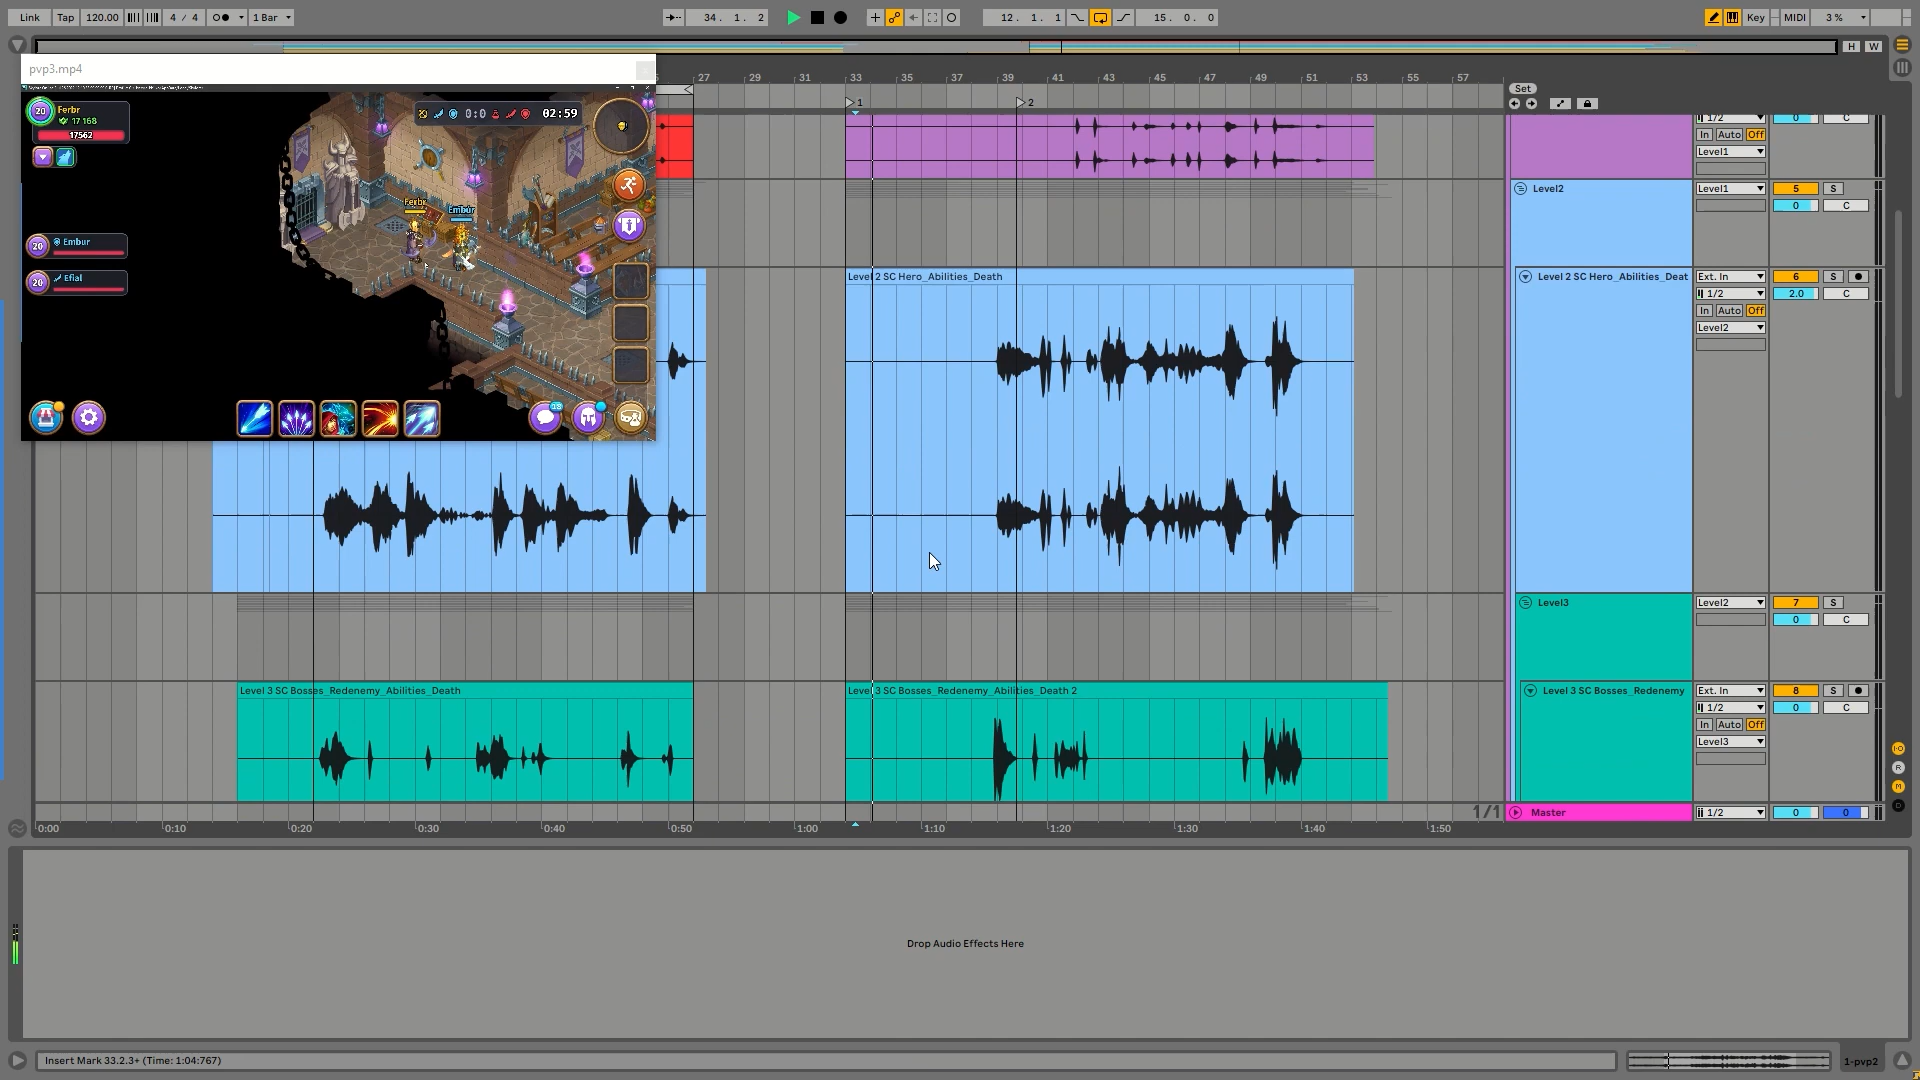 Link Tap 120.00 4 / 4 1 Bar 34. 1. 2 12. 1. 1 15. 0. 0 Key MIDI 3 %
H W
pvp3.mp4
27 29 31 33 35 37 39 41 43 45 47 49 51 53 55 57
Set
1 2
20 Ferbr
17 168
17562
0:0 02:59
Ferbr
Embur
20 Embur
20 Efial
13
1/2 0 C
In Auto Off
Level1
Level2 Level1 5 S
0 C
Level 2 SC Hero_Abilities_Death
Level 2 SC Hero_Abilities_Deat Ext. In 6 S
1/2 2.0 C
In Auto Off
Level2
Level3 Level2 7 S
0 C
Level 3 SC Bosses_Redenemy_Abilities_Death
Level 3 SC Bosses_Redenemy_Abilities_Death 2
Level 3 SC Bosses_Redenemy Ext. In 8 S
1/2 0 C
In Auto Off
Level3
1/1 Master 1/2 0 0
0:00 0:10 0:20 0:30 0:40 0:50 1:00 1:10 1:20 1:30 1:40 1:50
I·O
R
M
D
Drop Audio Effects Here
Insert Mark 33.2.3+ (Time: 1:04:767)
1-pvp2